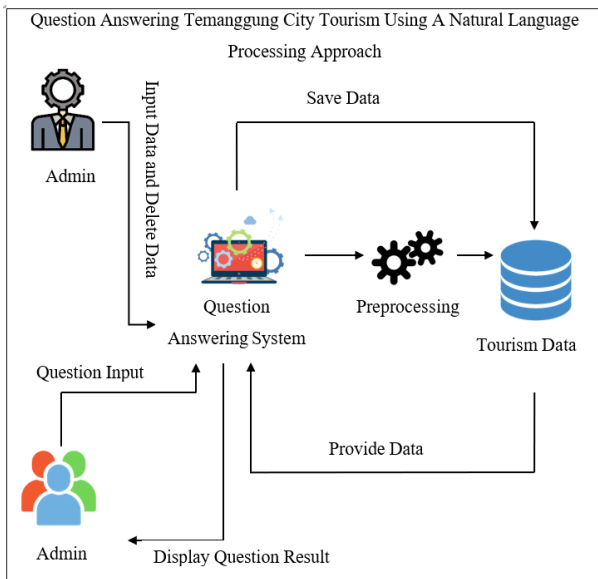 Question Answering Temanggung City Tourism Using A Natural Language
Processing Approach
Save Data
Input Data and Delete Data
Admin
Question
Answering System
Preprocessing
Tourism Data
Question Input
Provide Data
Admin
Display Question Result